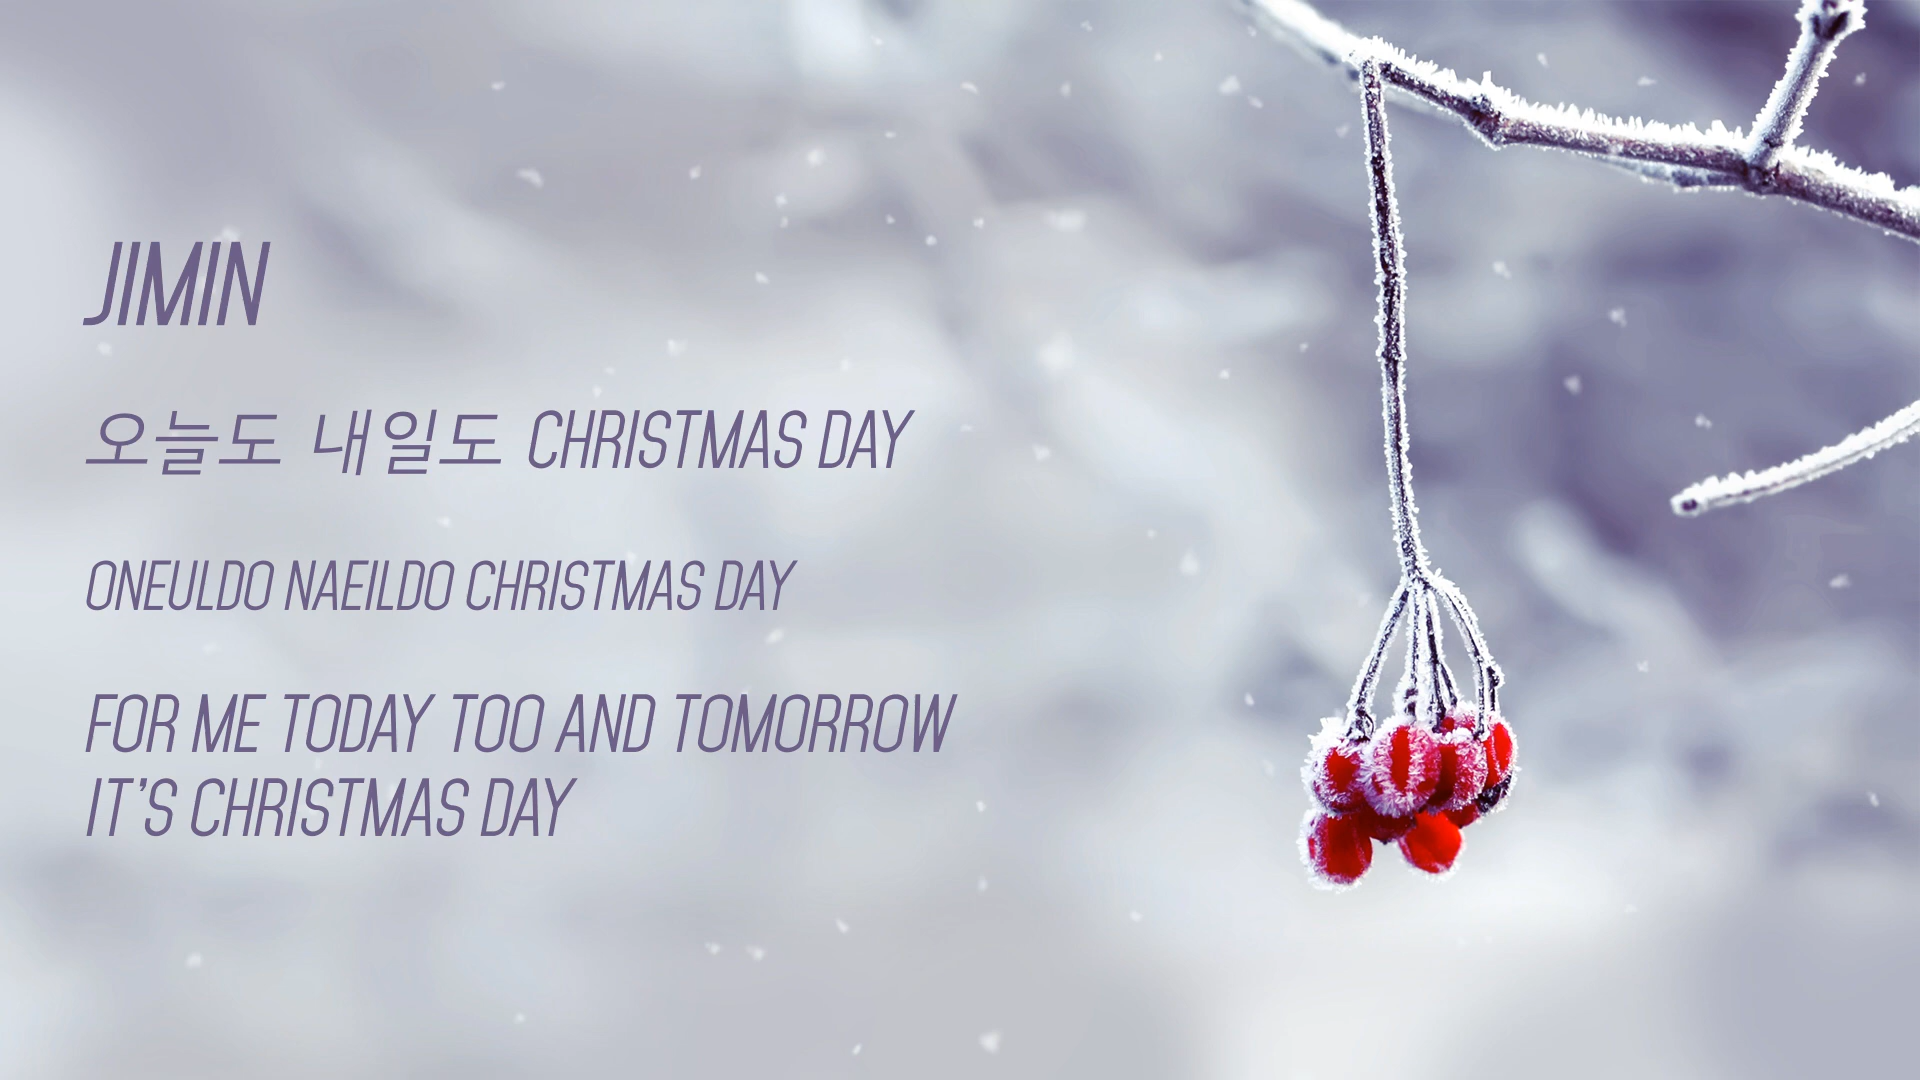 JIMIN
오늘도 내일도 CHRISTMAS DAY
ONEULDO NAEILDO CHRISTMAS DAY
FOR ME TODAY TOO AND TOMORROW
IT'S CHRISTMAS DAY